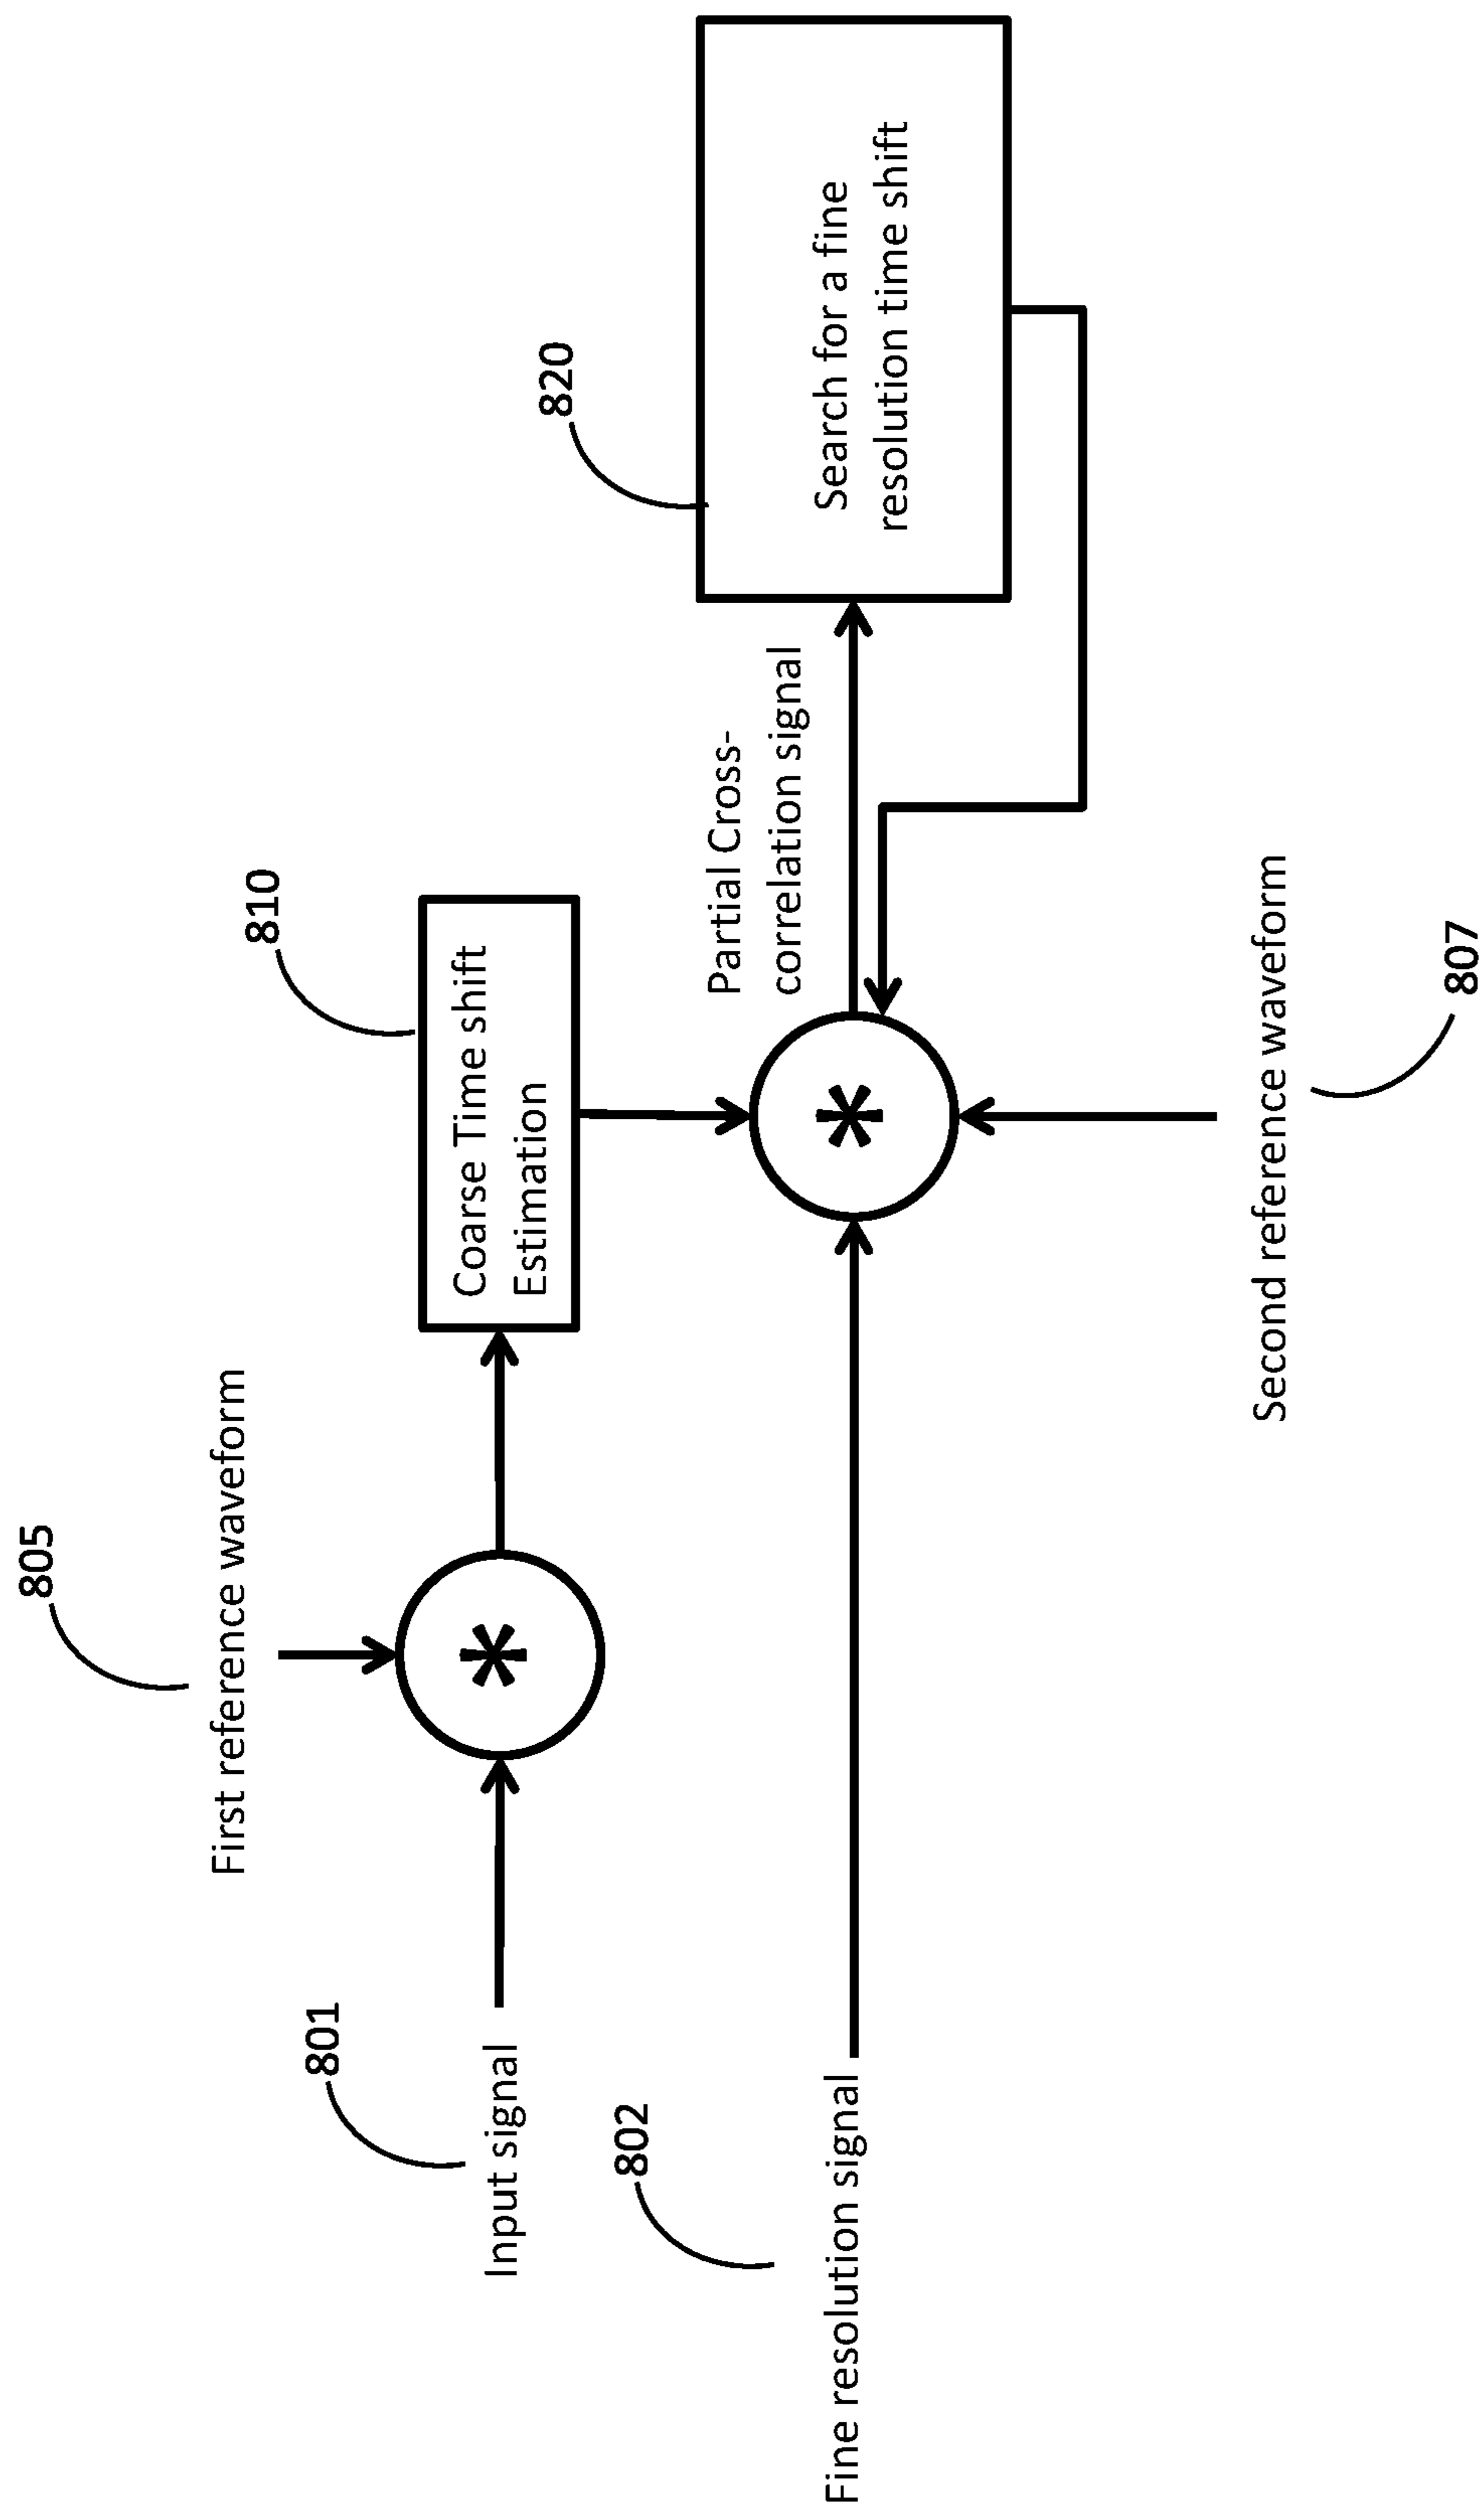 805
First reference waveform
810
Coarse Time shift
Estimation
801
Input signal
*
820
Search for a fine
resolution time shift
Partial Cross-
correlation signal
802
Fine resolution signal
*
Second reference waveform
807